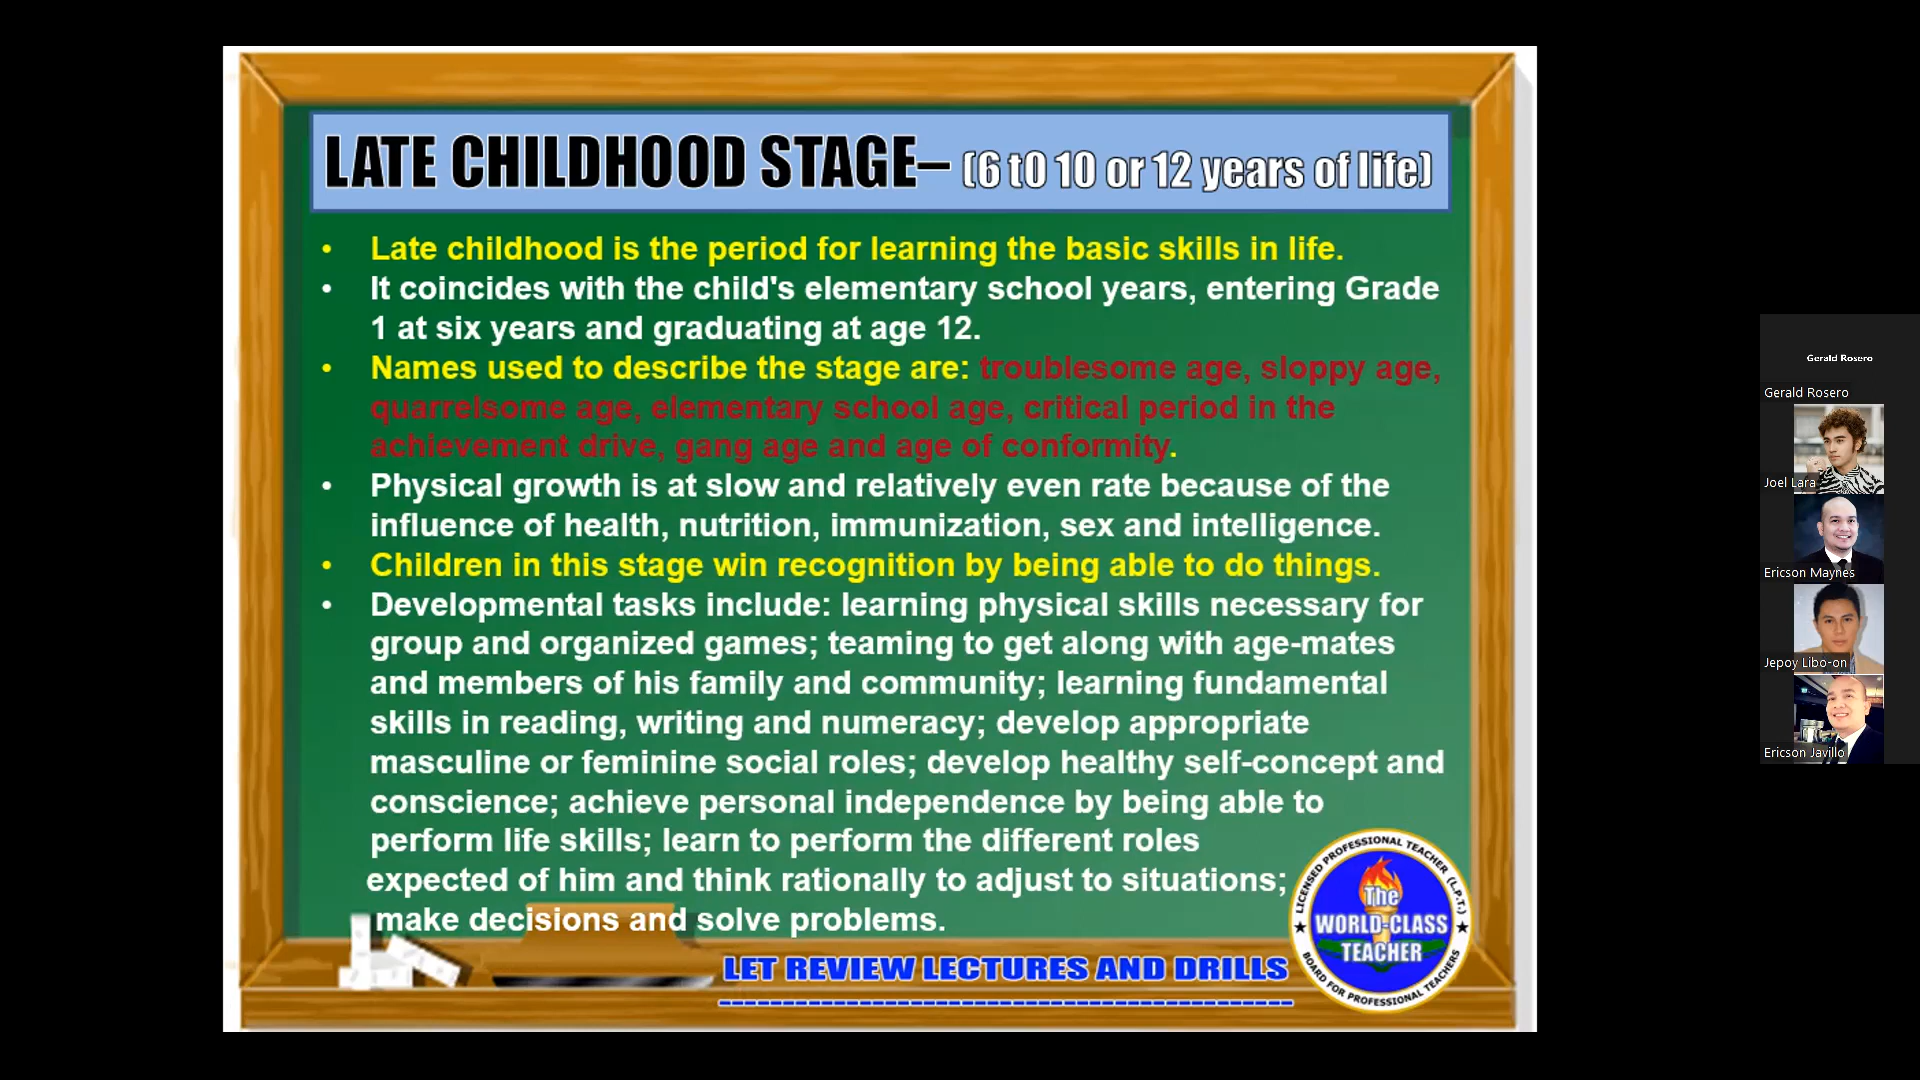 LATE CHILDHOOD STAGE– (6 t0 10 or 12 years of life)
• Late childhood is the period for learning the basic skills in life.
• It coincides with the child's elementary school years, entering Grade
1 at six years and graduating at age 12.
• Names used to describe the stage are: troublesome age, sloppy age,
quarrelsome age, elementary school age, critical period in the
achievement drive, gang age and age of conformity.
• Physical growth is at slow and relatively even rate because of the
influence of health, nutrition, immunization, sex and intelligence.
• Children in this stage win recognition by being able to do things.
• Developmental tasks include: learning physical skills necessary for
group and organized games; teaming to get along with age-mates
and members of his family and community; learning fundamental
skills in reading, writing and numeracy; develop appropriate
masculine or feminine social roles; develop healthy self-concept and
conscience; achieve personal independence by being able to
perform life skills; learn to perform the different roles
expected of him and think rationally to adjust to situations;
make decisions and solve problems.
LET REVIEW LECTURES AND DRILLS
LICENSED PROFESSIONAL TEACHER (L.P.T.)
The
WORLD-CLASS
TEACHER
BOARD FOR PROFESSIONAL TEACHERS
Gerald Rosero
Gerald Rosero
Joel Lara
Ericson Maynes
Jepoy Libo-on
Ericson Javillo